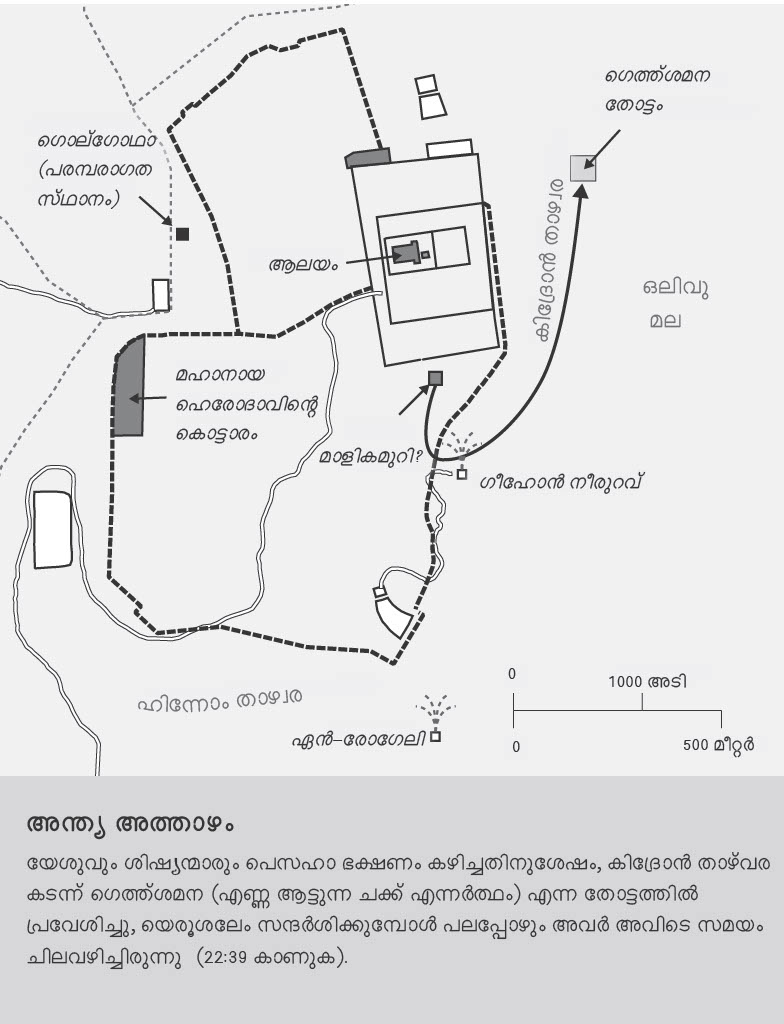 ഗെത്ത്ശമന
തോട്ടം
ഗൊല്ഗോഥാ
(പരമ്പരാഗത
സ്ഥാനം)
കിദ്രോൻ താഴ്വര
ആലയം
ഒലിവു
മല
മഹാനായ
ഹെരോദാവിന്റെ
കൊട്ടാരം
മാളികമുറി?
ഗീഹോൻ നീരുറവ്
ഹിന്നോം താഴ്വര
ഏൻ-രോഗേലി
0
1000 അടി
0
500 മീറ്റർ
അന്ത്യ അത്താഴം
യേശുവും ശിഷ്യന്മാരും പെസഹാ ഭക്ഷണം കഴിച്ചതിനുശേഷം, കിദ്രോൻ താഴ്‌വര
കടന്ന് ഗെത്ത്ശമന (എണ്ണ ആട്ടുന്ന ചക്ക് എന്നർത്ഥം) എന്ന തോട്ടത്തിൽ
പ്രവേശിച്ചു, യെരൂശലേം സന്ദർശിക്കുമ്പോൾ പലപ്പോഴും അവർ അവിടെ സമയം
ചിലവഴിച്ചിരുന്നു (22:39 കാണുക).